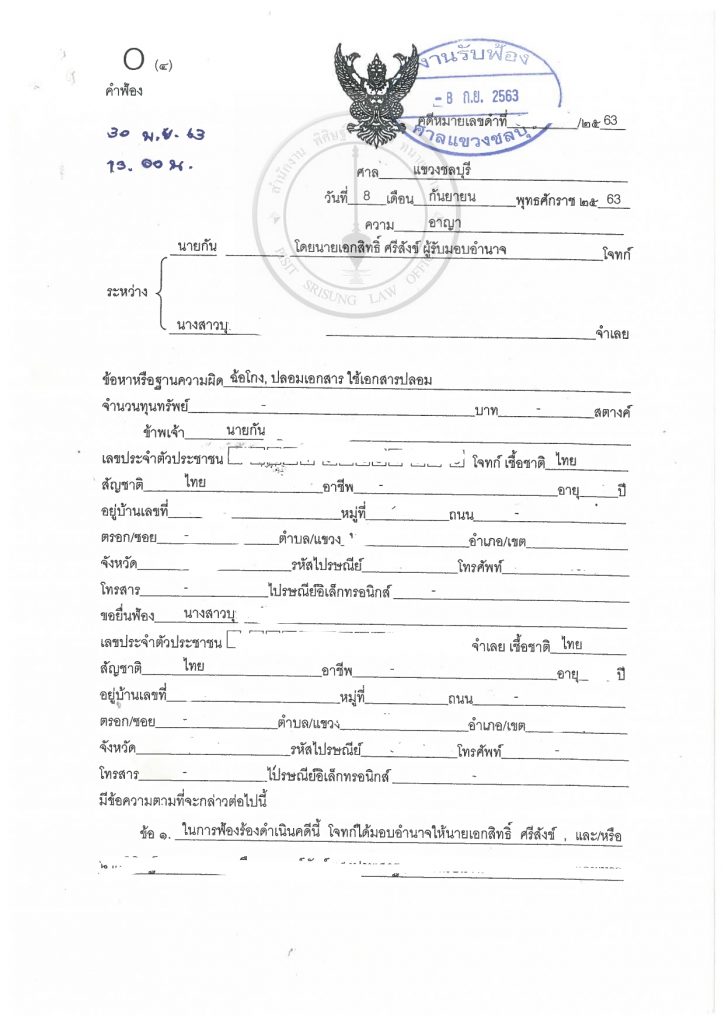 O (๔)
งานรับฟ้อง
คำฟ้อง
- 8 ก.ย. 2563
คดีหมายเลขดำที่ /๒๕ 63
ศาลแขวงชลบุรี
30 พ.ย. 63
13.00 น.
ศาล แขวงชลบุรี
วันที่ 8 เดือน กันยายน พุทธศักราช ๒๕ 63
ความ อาญา
สำนักงาน พิศิษฐ์ ทนายความ
PISIT SRISUNG LAW OFFICE
นายกัน โดยนายเอกสิทธิ์ ศรีสังข์ ผู้รับมอบอำนาจ โจทก์
ระหว่าง
นางสาวบุ จำเลย
ข้อหาหรือฐานความผิด ฉ้อโกง, ปลอมเอกสาร ใช้เอกสารปลอม
จำนวนทุนทรัพย์ - บาท - สตางค์
ข้าพเจ้า นายกัน
เลขประจำตัวประชาชน โจทก์ เชื้อชาติ ไทย
สัญชาติ ไทย อาชีพ - อายุ ปี
อยู่บ้านเลขที่ หมู่ที่ ถนน -
ตรอก/ซอย - ตำบล/แขวง อำเภอ/เขต
จังหวัด รหัสไปรษณีย์ โทรศัพท์
โทรสาร - ไปรษณีย์อิเล็กทรอนิกส์ -
ขอยื่นฟ้อง นางสาวบุ
เลขประจำตัวประชาชน จำเลย เชื้อชาติ ไทย
สัญชาติ ไทย อาชีพ - อายุ ปี
อยู่บ้านเลขที่ หมู่ที่ ถนน -
ตรอก/ซอย - ตำบล/แขวง อำเภอ/เขต
จังหวัด รหัสไปรษณีย์ โทรศัพท์ -
โทรสาร - ไปรษณีย์อิเล็กทรอนิกส์ -
มีข้อความตามที่จะกล่าวต่อไปนี้
ข้อ ๑. ในการฟ้องร้องดำเนินคดีนี้ โจทก์ได้มอบอำนาจให้นายเอกสิทธิ์ ศรีสังข์ , และ/หรือ